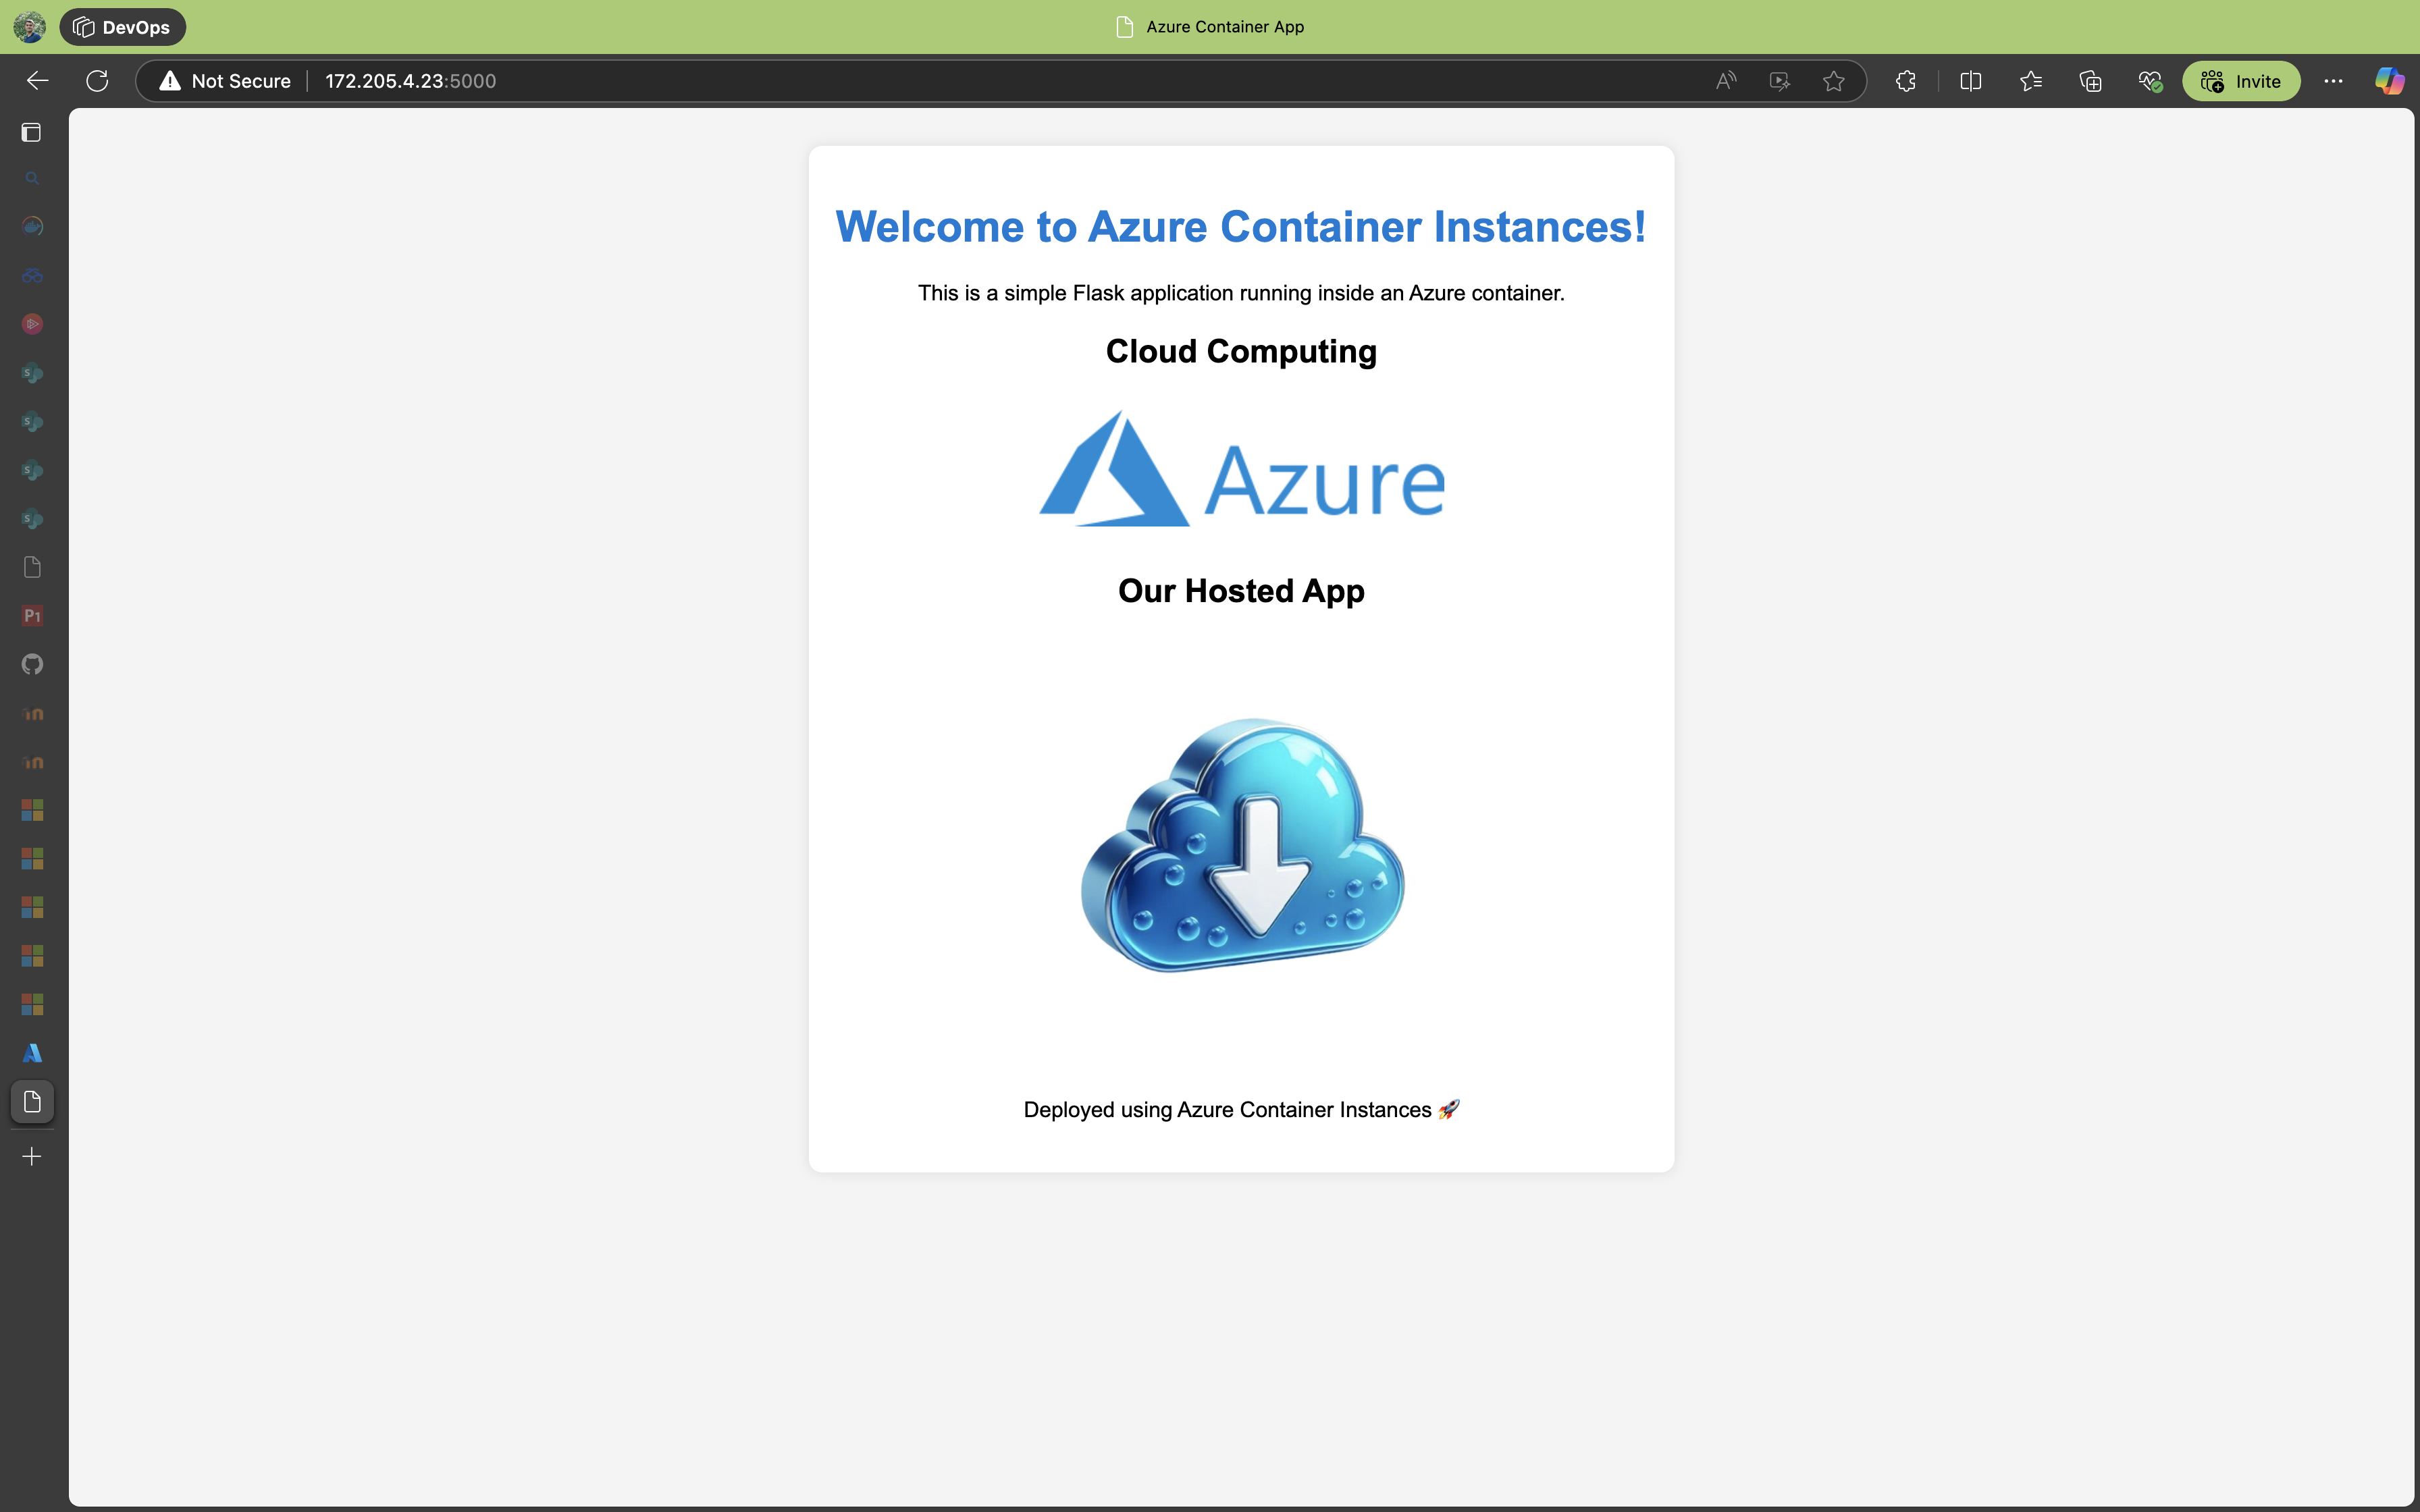 DevOps
Azure Container App
Not Secure
172.205.4.23:5000
Invite
Welcome to Azure Container Instances!
This is a simple Flask application running inside an Azure container.
Cloud Computing
Azure
Our Hosted App
P1
Deployed using Azure Container Instances 🚀